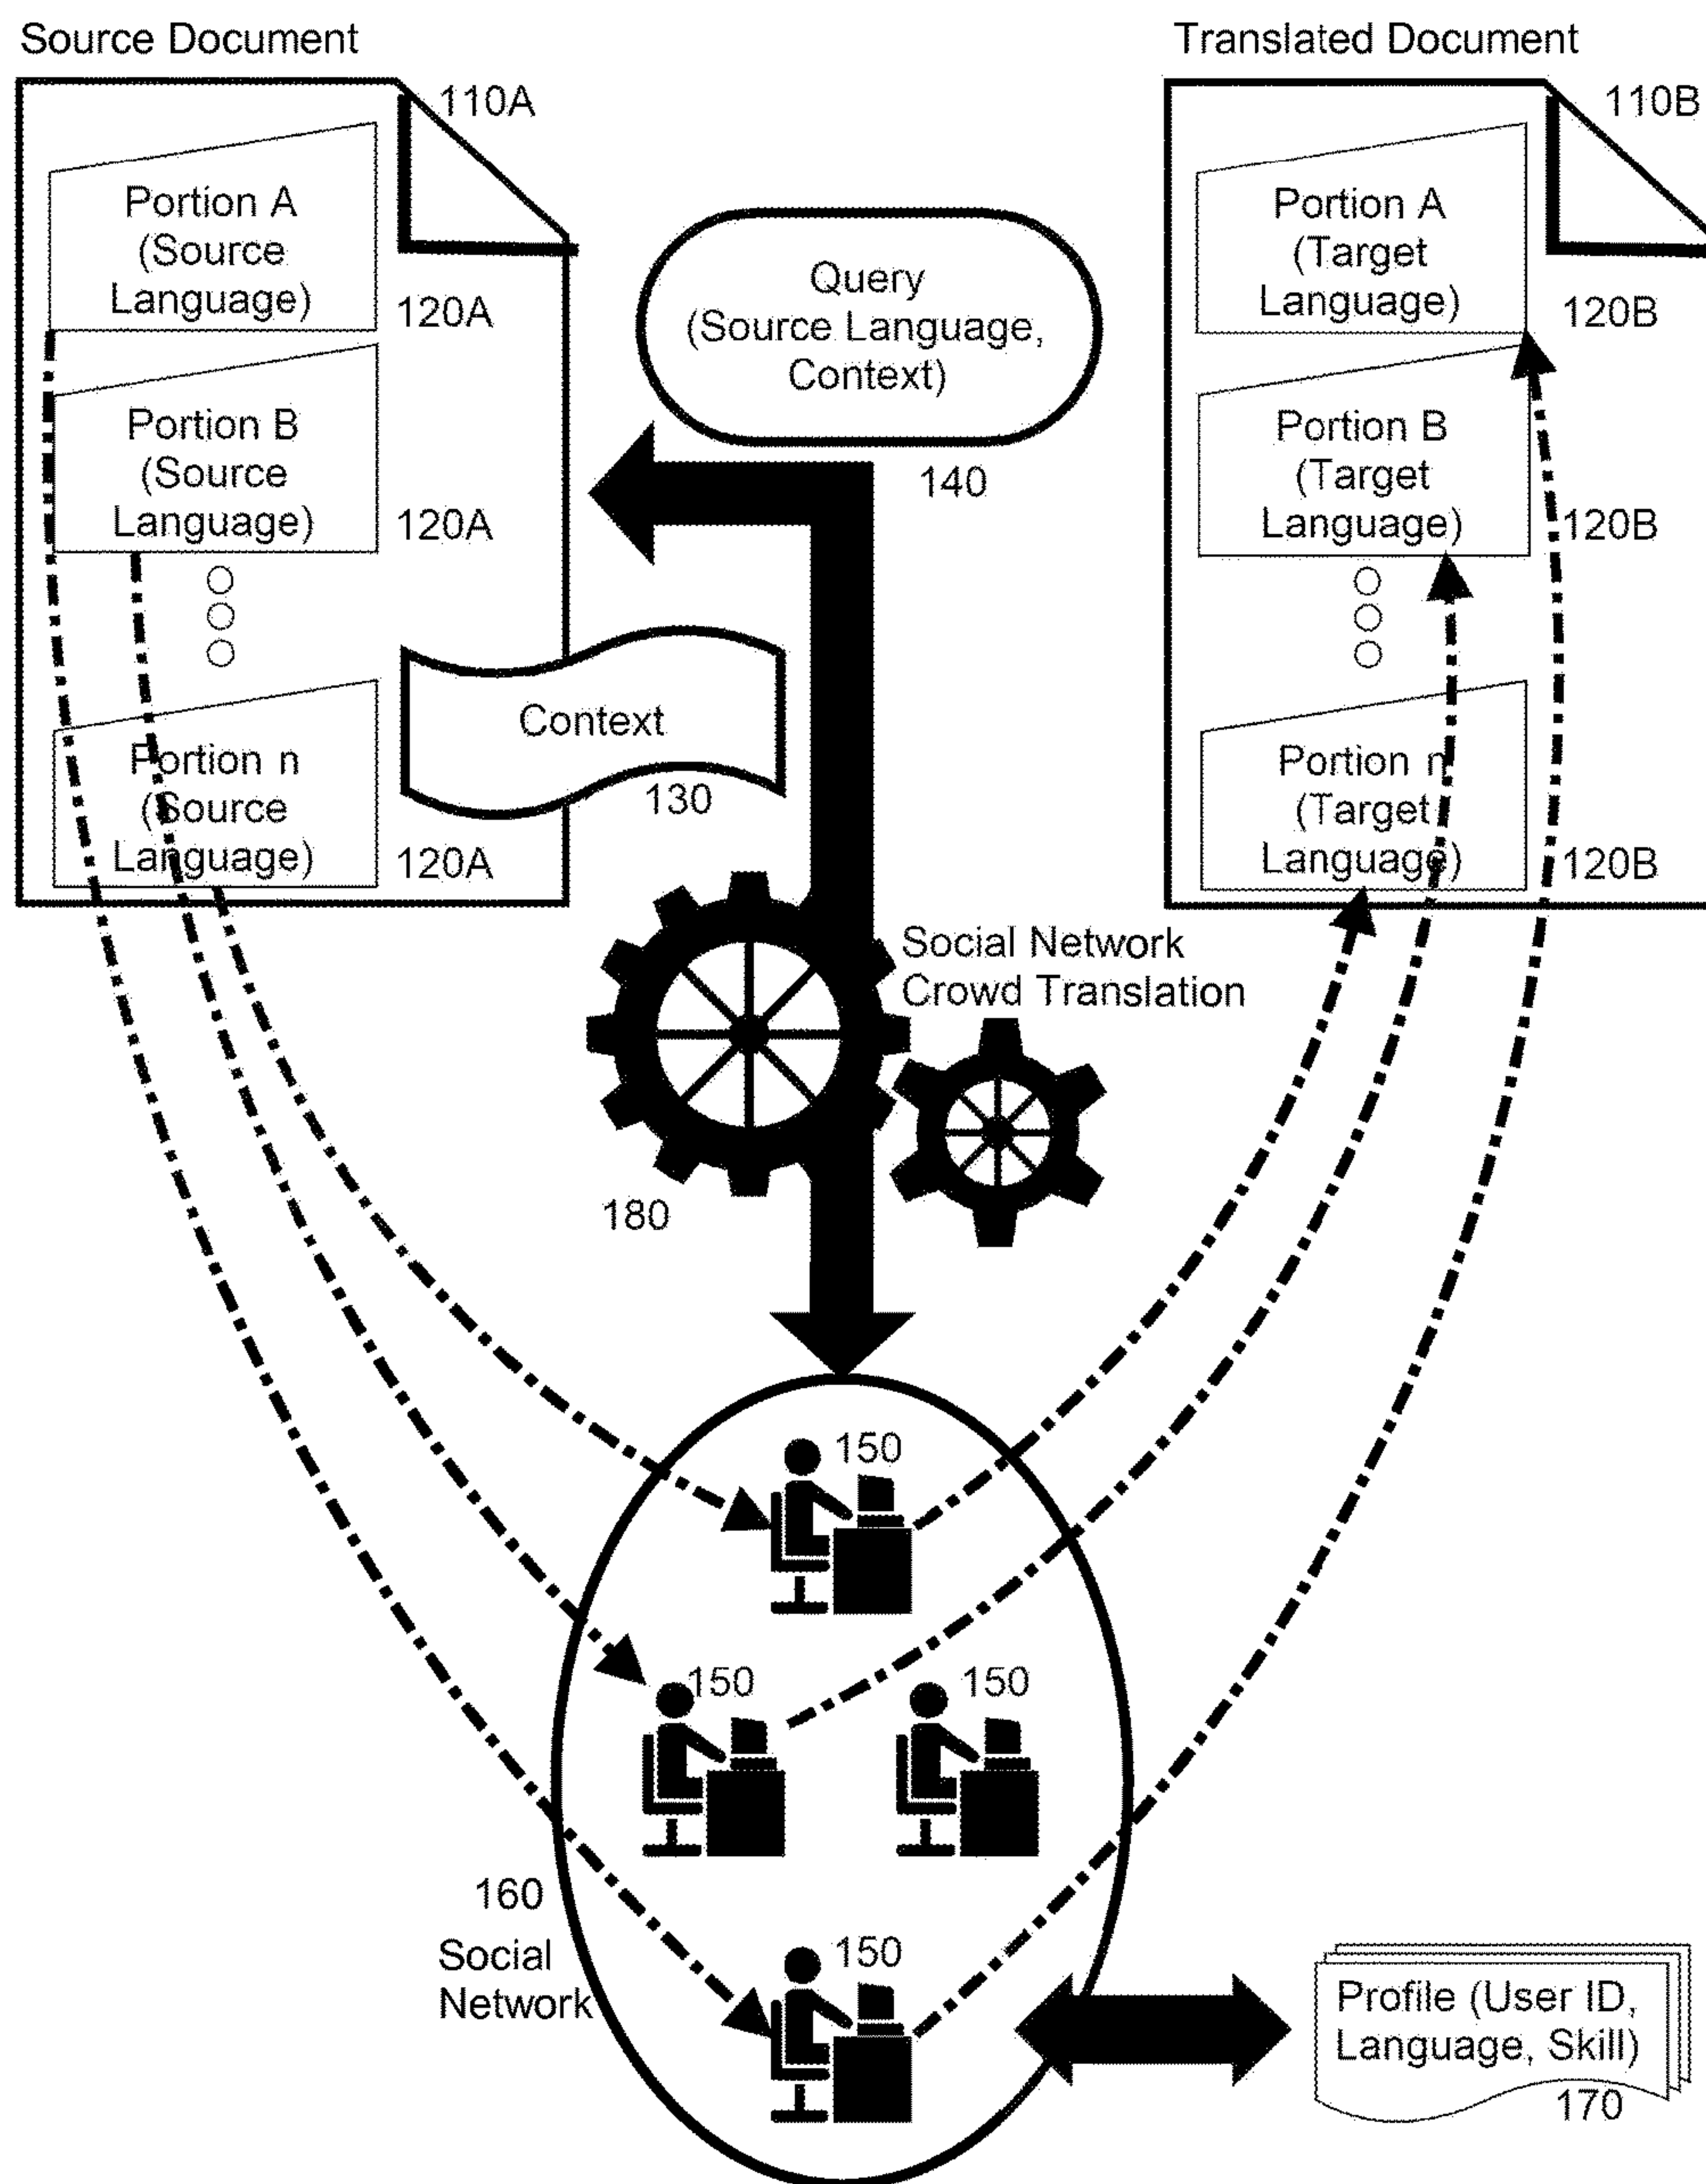 Source Document
110A
Portion A
(Source
Language)
120A
Portion B
(Source
Language)
120A
Portion n
(Source
Language)
120A
Query
(Source Language,
Context)
140
Context
130
Translated Document
110B
Portion A
(Target
Language)
120B
Portion B
(Target
Language)
120B
Portion n
(Target
Language)
120B
Social Network
Crowd Translation
180
150
150
150
160
Social
Network
150
Profile (User ID,
Language, Skill)
170